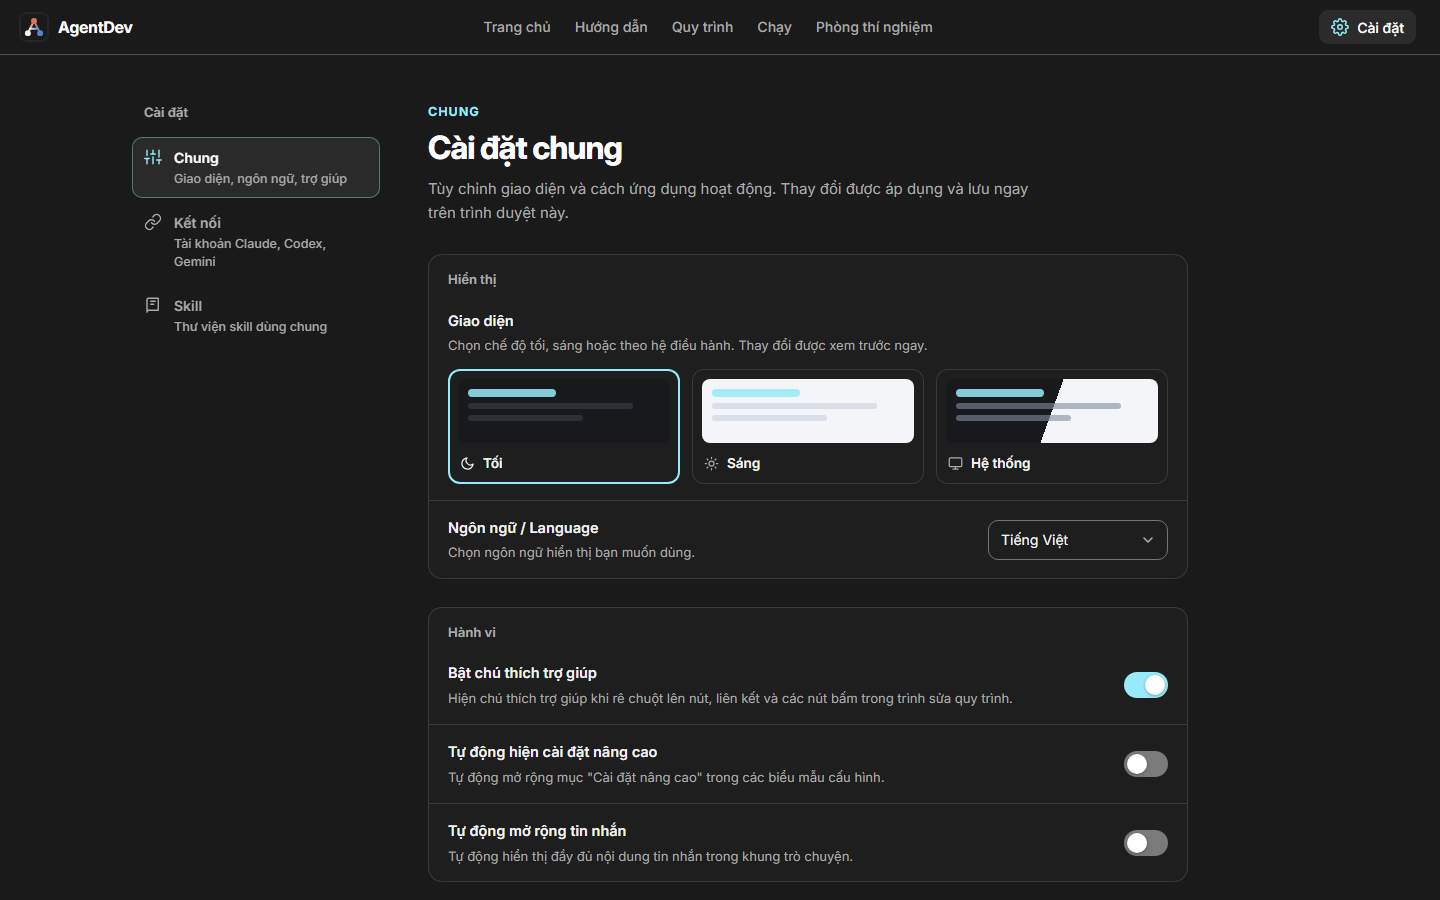 AgentDev
Trang chủ
Hướng dẫn
Quy trình
Chạy
Phòng thí nghiệm
Cài đặt
Cài đặt
Chung
Giao diện, ngôn ngữ, trợ giúp
Kết nối
Tài khoản Claude, Codex,
Gemini
Skill
Thư viện skill dùng chung
CHUNG
Cài đặt chung
Tùy chỉnh giao diện và cách ứng dụng hoạt động. Thay đổi được áp dụng và lưu ngay
trên trình duyệt này.
Hiển thị
Giao diện
Chọn chế độ tối, sáng hoặc theo hệ điều hành. Thay đổi được xem trước ngay.
Tối
Sáng
Hệ thống
Ngôn ngữ / Language
Chọn ngôn ngữ hiển thị bạn muốn dùng.
Tiếng Việt
Hành vi
Bật chú thích trợ giúp
Hiện chú thích trợ giúp khi rê chuột lên nút, liên kết và các nút bấm trong trình sửa quy trình.
Tự động hiện cài đặt nâng cao
Tự động mở rộng mục "Cài đặt nâng cao" trong các biểu mẫu cấu hình.
Tự động mở rộng tin nhắn
Tự động hiển thị đầy đủ nội dung tin nhắn trong khung trò chuyện.